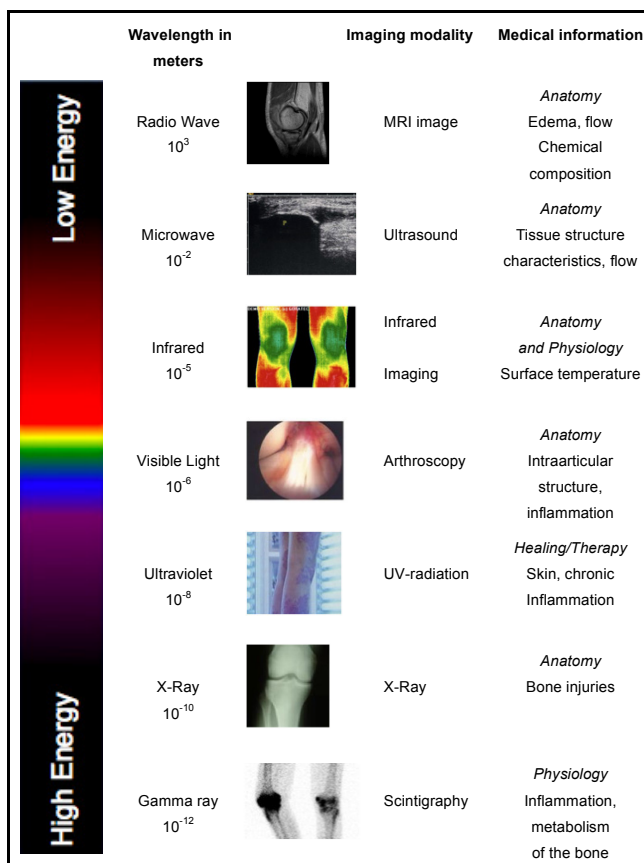 Wavelength in
meters
Imaging modality
Medical information
Low Energy
High Energy
Radio Wave
10³
MRI image
Anatomy
Edema, flow
Chemical
composition
Microwave
10⁻²
Ultrasound
Anatomy
Tissue structure
characteristics, flow
Infrared
10⁻⁵
Infrared
Imaging
Anatomy
and Physiology
Surface temperature
Visible Light
10⁻⁶
Arthroscopy
Anatomy
Intraarticular
structure,
inflammation
Ultraviolet
10⁻⁸
UV-radiation
Healing/Therapy
Skin, chronic
Inflammation
X-Ray
10⁻¹⁰
X-Ray
Anatomy
Bone injuries
Gamma ray
10⁻¹²
Scintigraphy
Physiology
Inflammation,
metabolism
of the bone